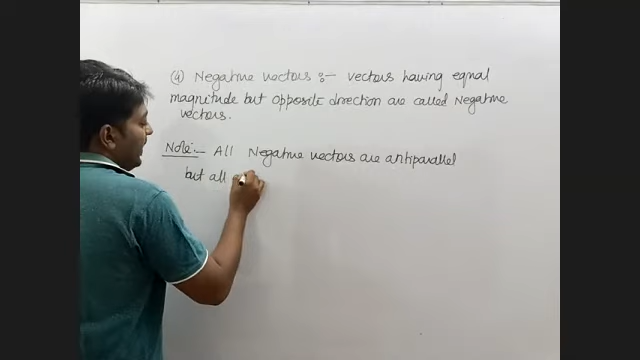 (4) Negative vectors :- vectors having equal
magnitude but opposite direction are called Negative
vectors.
Note:- All Negative vectors are antiparallel
but all